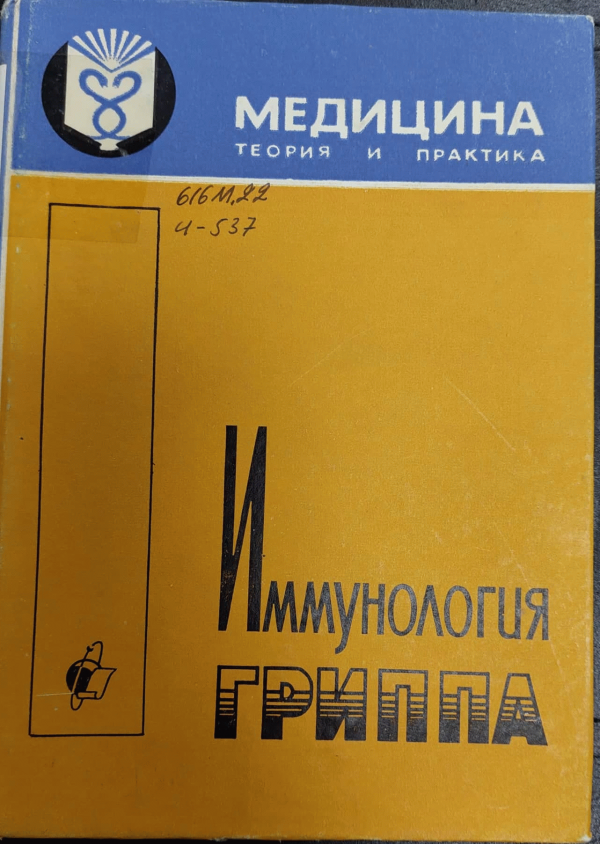 МЕДИЦИНА
ТЕОРИЯ И ПРАКТИКА
616М.22
И-537
Иммунология
ГРИППА